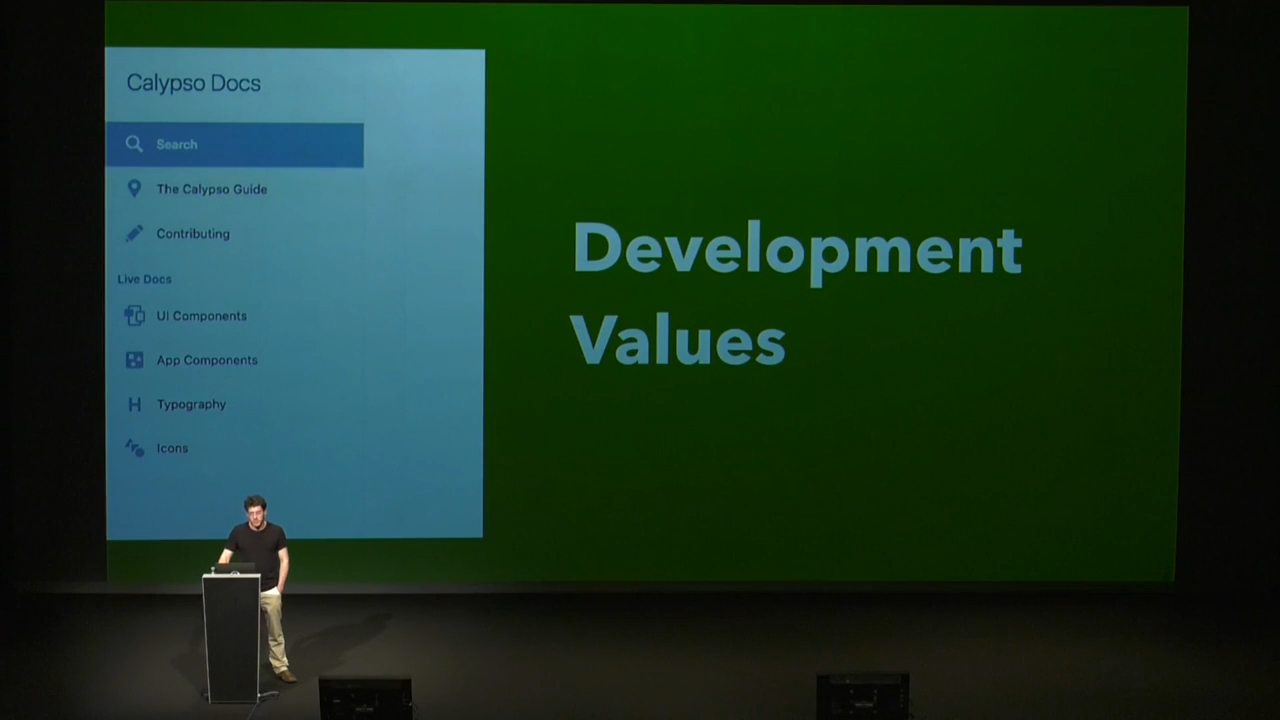 Calypso Docs
Search
The Calypso Guide
Contributing
Live Docs
UI Components
App Components
Typography
Icons
Development
Values